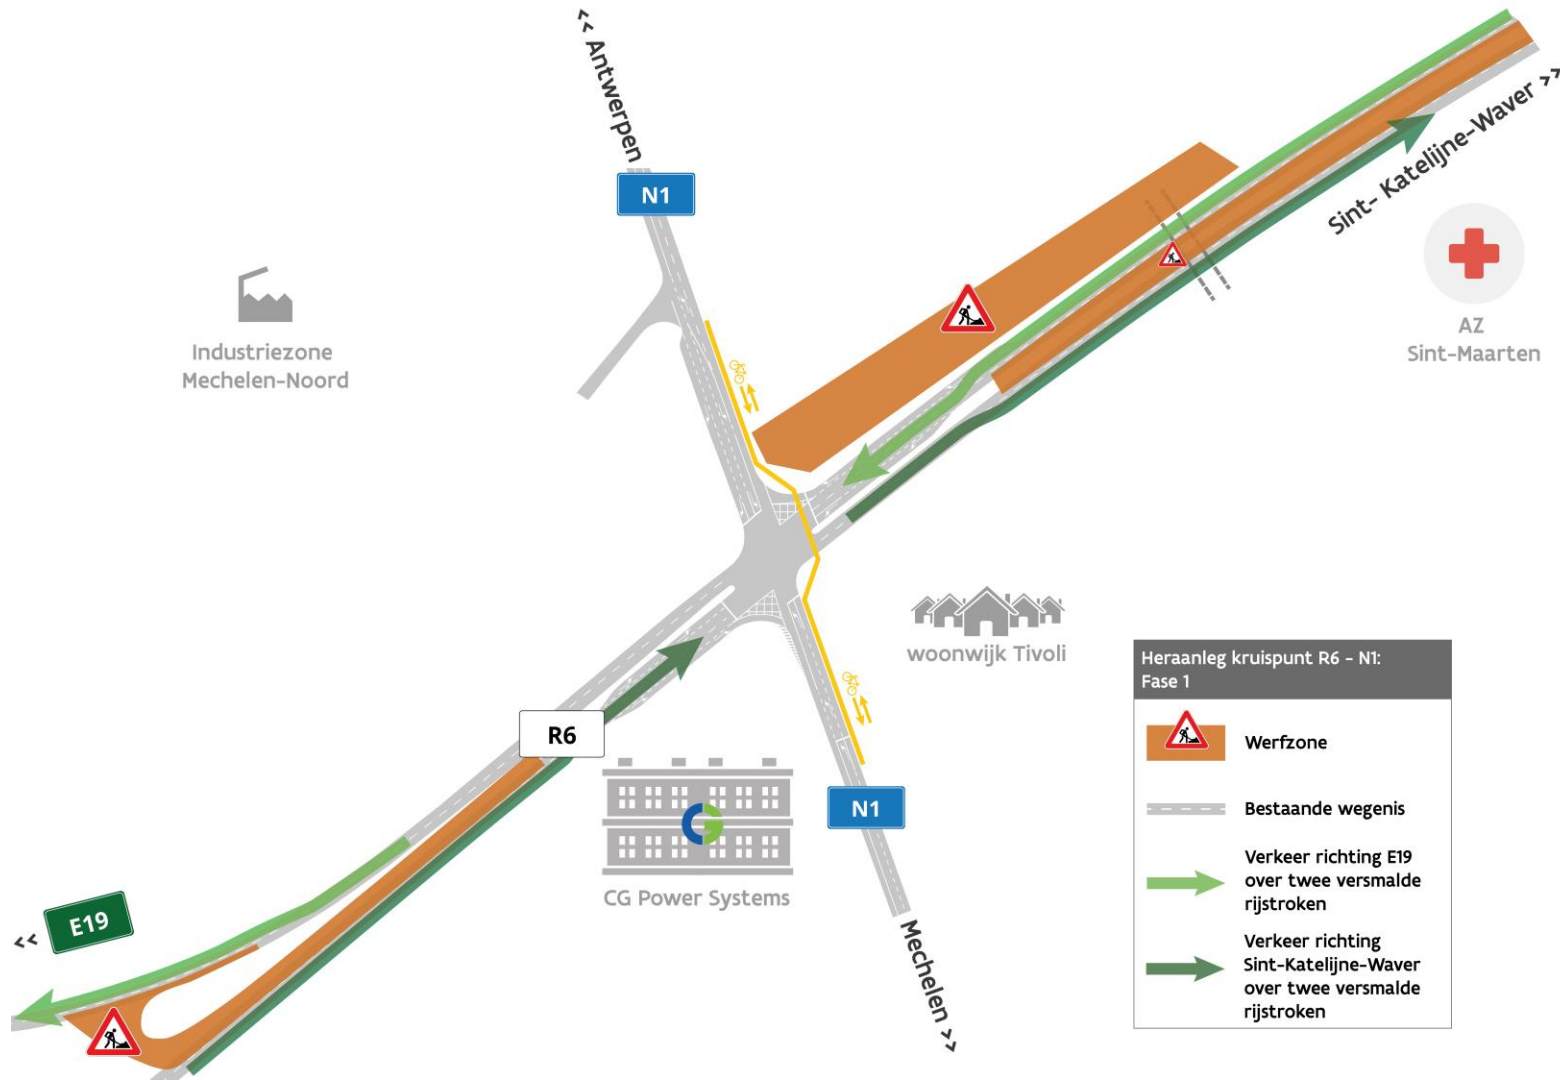 << Antwerpen
N1
Sint- Katelijne-Waver >>
Industriezone
Mechelen-Noord
AZ
Sint-Maarten
woonwijk Tivoli
R6
CG Power Systems
N1
E19
<<
Mechelen >>
Heraanleg kruispunt R6 - N1:
Fase 1
Werfzone
Bestaande wegenis
Verkeer richting E19
over twee versmalde
rijstroken
Verkeer richting
Sint-Katelijne-Waver
over twee versmalde
rijstroken